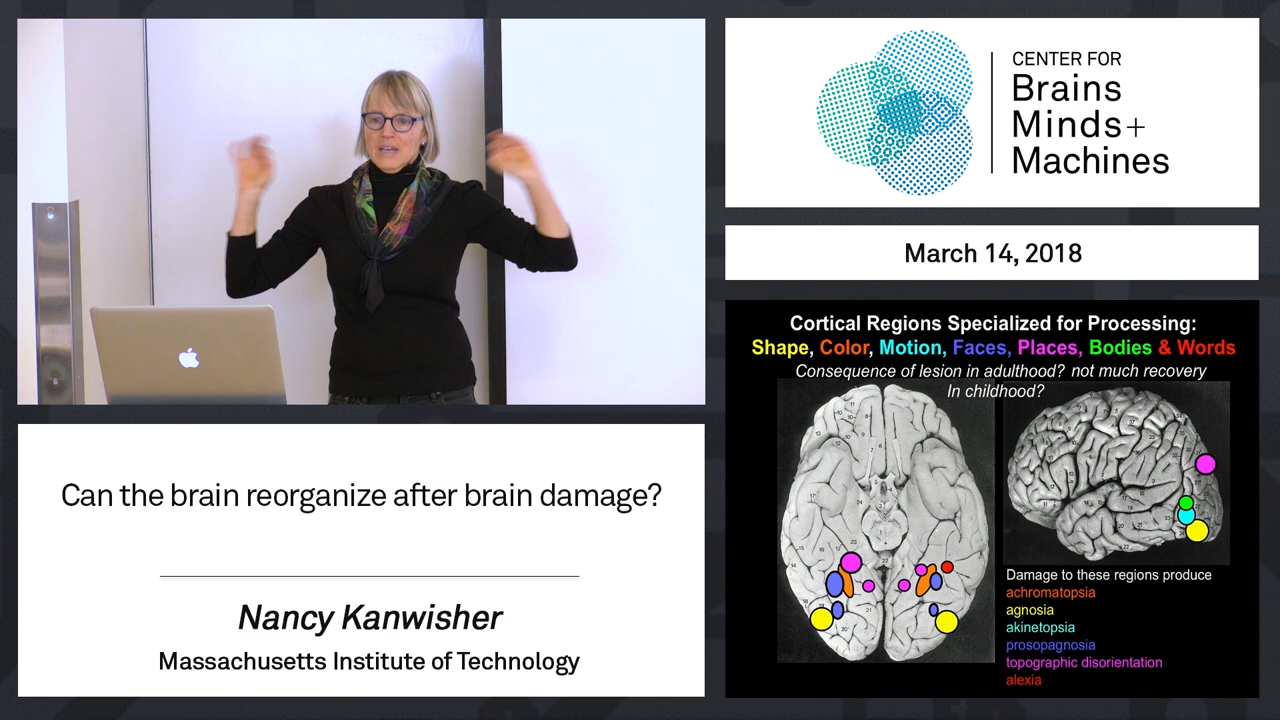 CENTER FOR
Brains
Minds+
Machines
March 14, 2018
Can the brain reorganize after brain damage?
Nancy Kanwisher
Massachusetts Institute of Technology
Cortical Regions Specialized for Processing:
Shape, Color, Motion, Faces, Places, Bodies & Words
Consequence of lesion in adulthood? not much recovery
In childhood?
Damage to these regions produce
achromatopsia
agnosia
akinetopsia
prosopagnosia
topographic disorientation
alexia